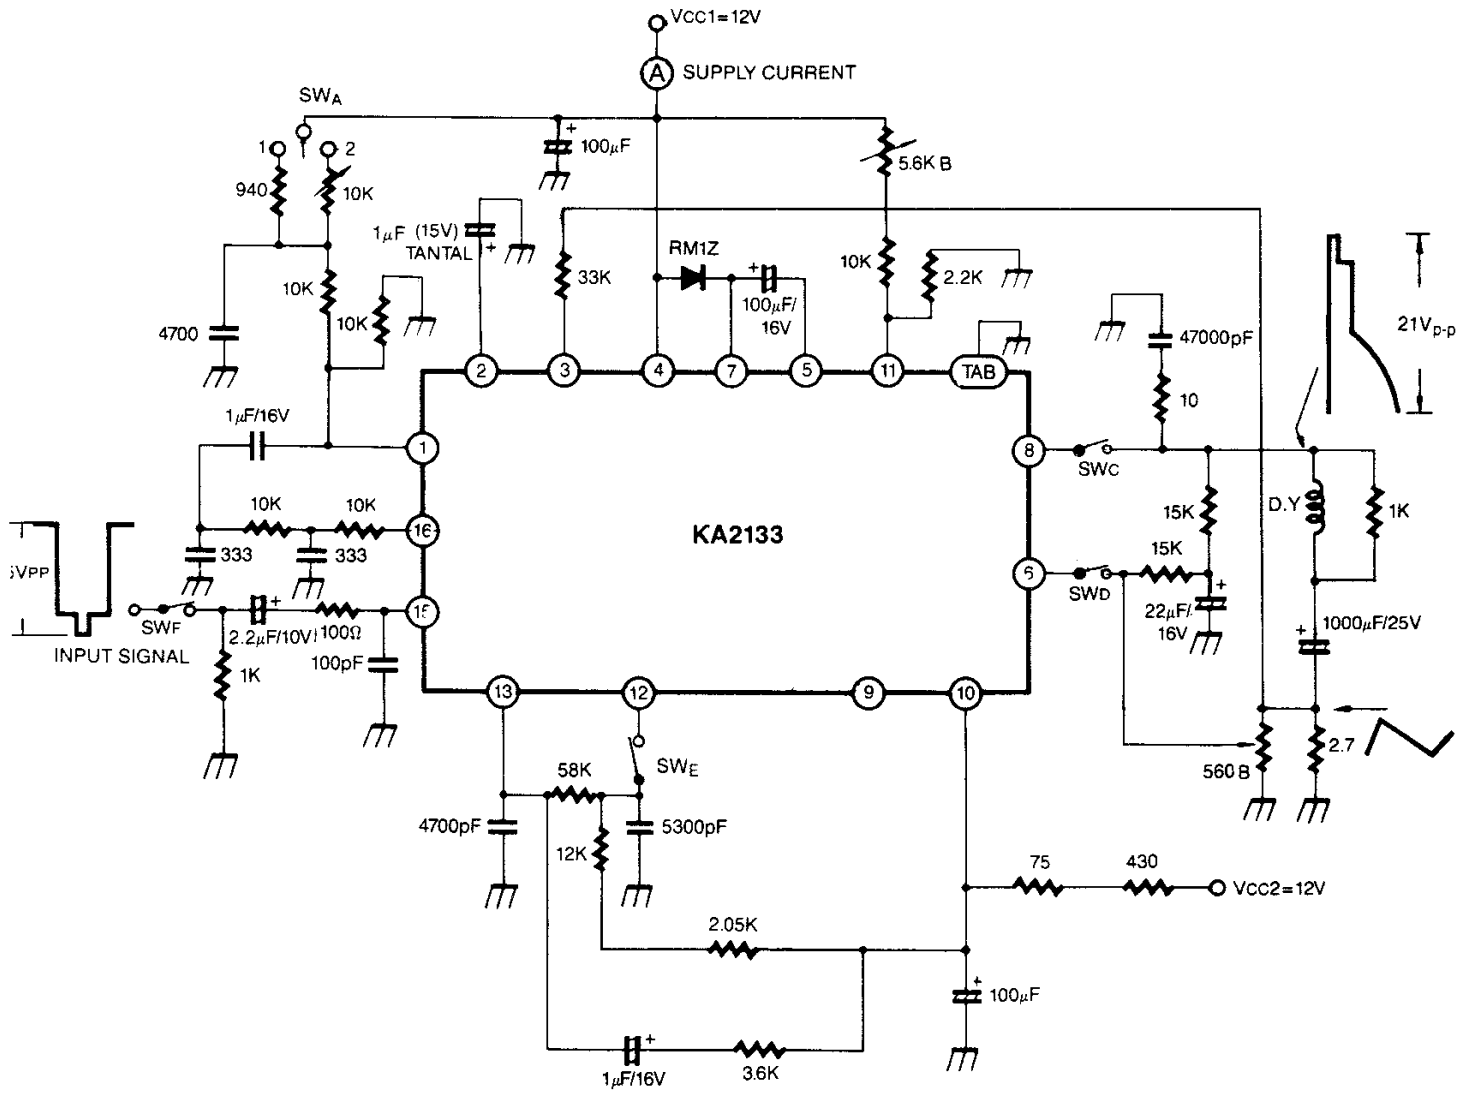 VCC1=12V
A SUPPLY CURRENT
SWA
1 2
100µF
5.6K B
940
10K
1µF (15V)
TANTAL
RM1Z
10K
33K
10K
2.2K
10K
100µF/
16V
4700
47000pF
21Vp-p
2 3 4 7 5 11 TAB
10
1µF/16V
1
8
SWC
D.Y
1K
10K 10K
16
KA2133
15K
333 333
15K
VPP
6
SWD
15
SWF
2.2µF/10V
100Ω
22µF/
16V
1000µF/25V
INPUT SIGNAL
1K
100pF
13 12 9 10
SWE
58K
560B
2.7
4700pF
5300pF
12K
75 430
VCC2=12V
2.05K
100µF
1µF/16V
3.6K